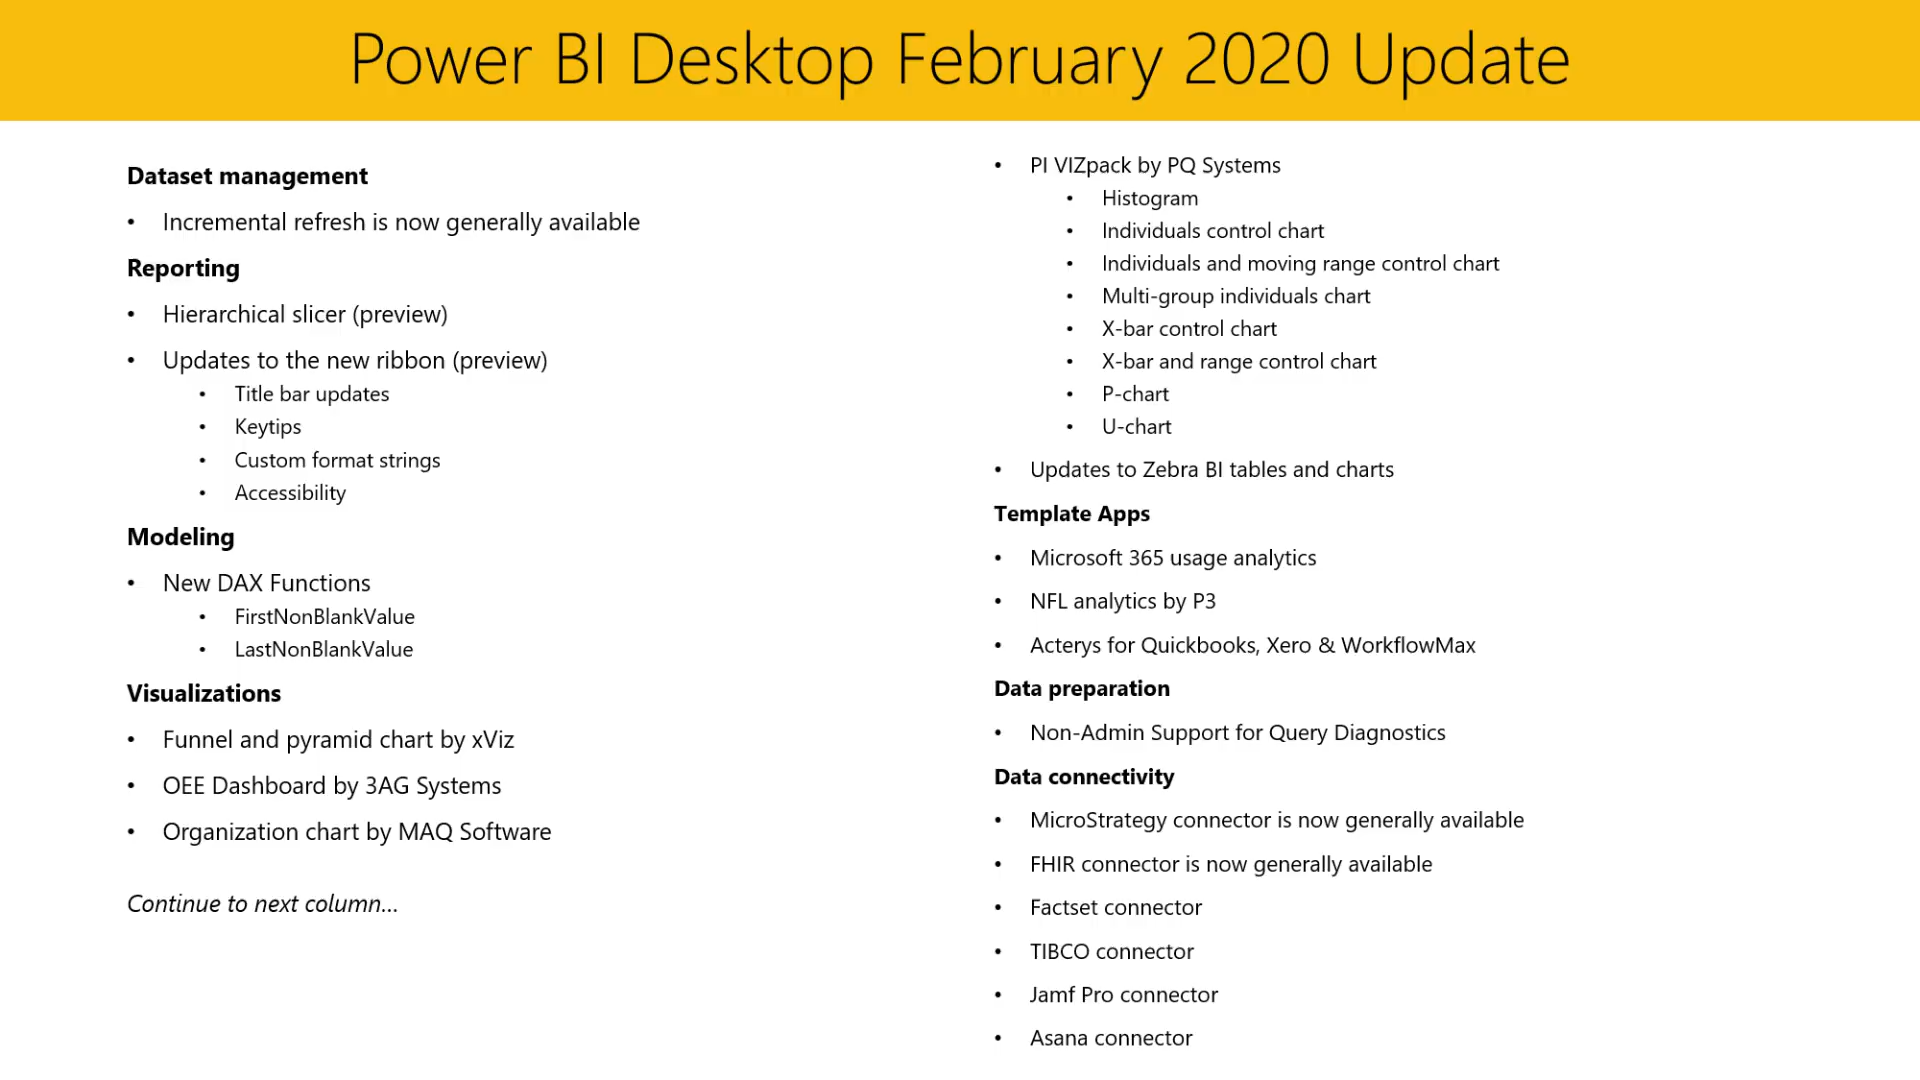 Power BI Desktop February 2020 Update
Dataset management
• Incremental refresh is now generally available
Reporting
• Hierarchical slicer (preview)
• Updates to the new ribbon (preview)
• Title bar updates
• Keytips
• Custom format strings
• Accessibility
Modeling
• New DAX Functions
• FirstNonBlankValue
• LastNonBlankValue
Visualizations
• Funnel and pyramid chart by xViz
• OEE Dashboard by 3AG Systems
• Organization chart by MAQ Software
Continue to next column...
• PI VIZpack by PQ Systems
• Histogram
• Individuals control chart
• Individuals and moving range control chart
• Multi-group individuals chart
• X-bar control chart
• X-bar and range control chart
• P-chart
• U-chart
• Updates to Zebra BI tables and charts
Template Apps
• Microsoft 365 usage analytics
• NFL analytics by P3
• Acterys for Quickbooks, Xero & WorkflowMax
Data preparation
• Non-Admin Support for Query Diagnostics
Data connectivity
• MicroStrategy connector is now generally available
• FHIR connector is now generally available
• Factset connector
• TIBCO connector
• Jamf Pro connector
• Asana connector